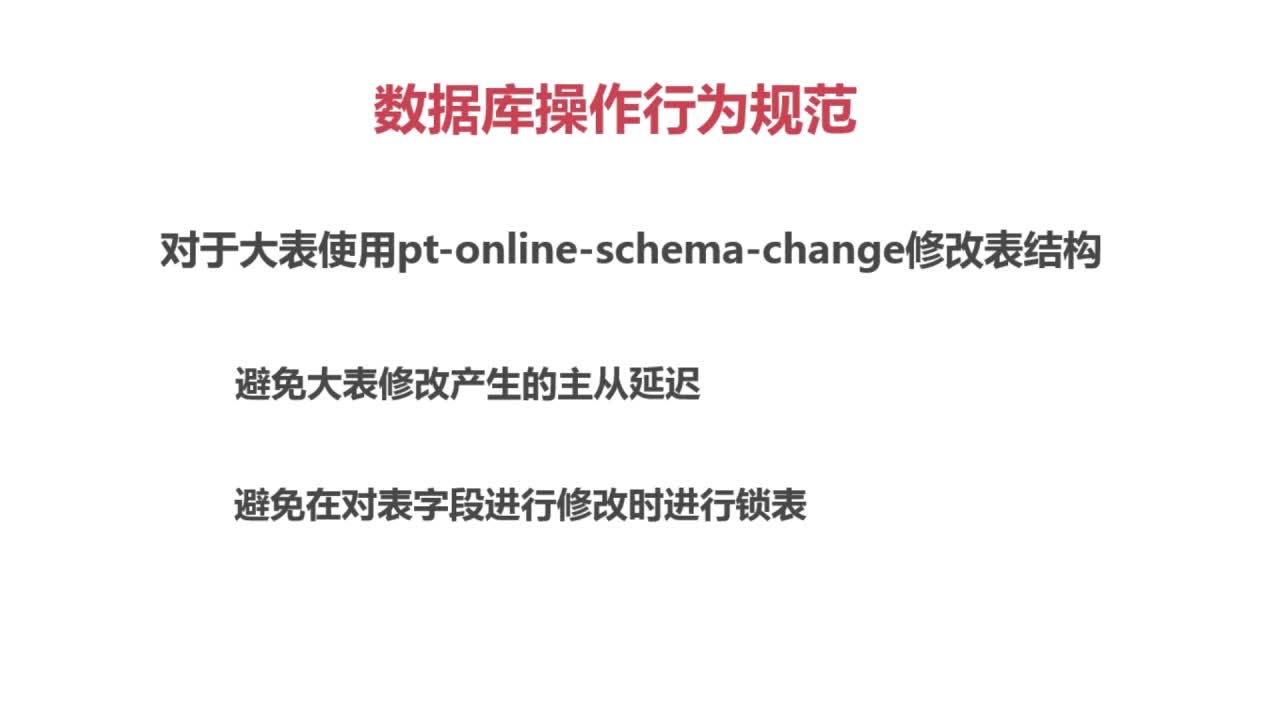 数据库操作行为规范
对于大表使用pt-online-schema-change修改表结构
避免大表修改产生的主从延迟
避免在对表字段进行修改时进行锁表